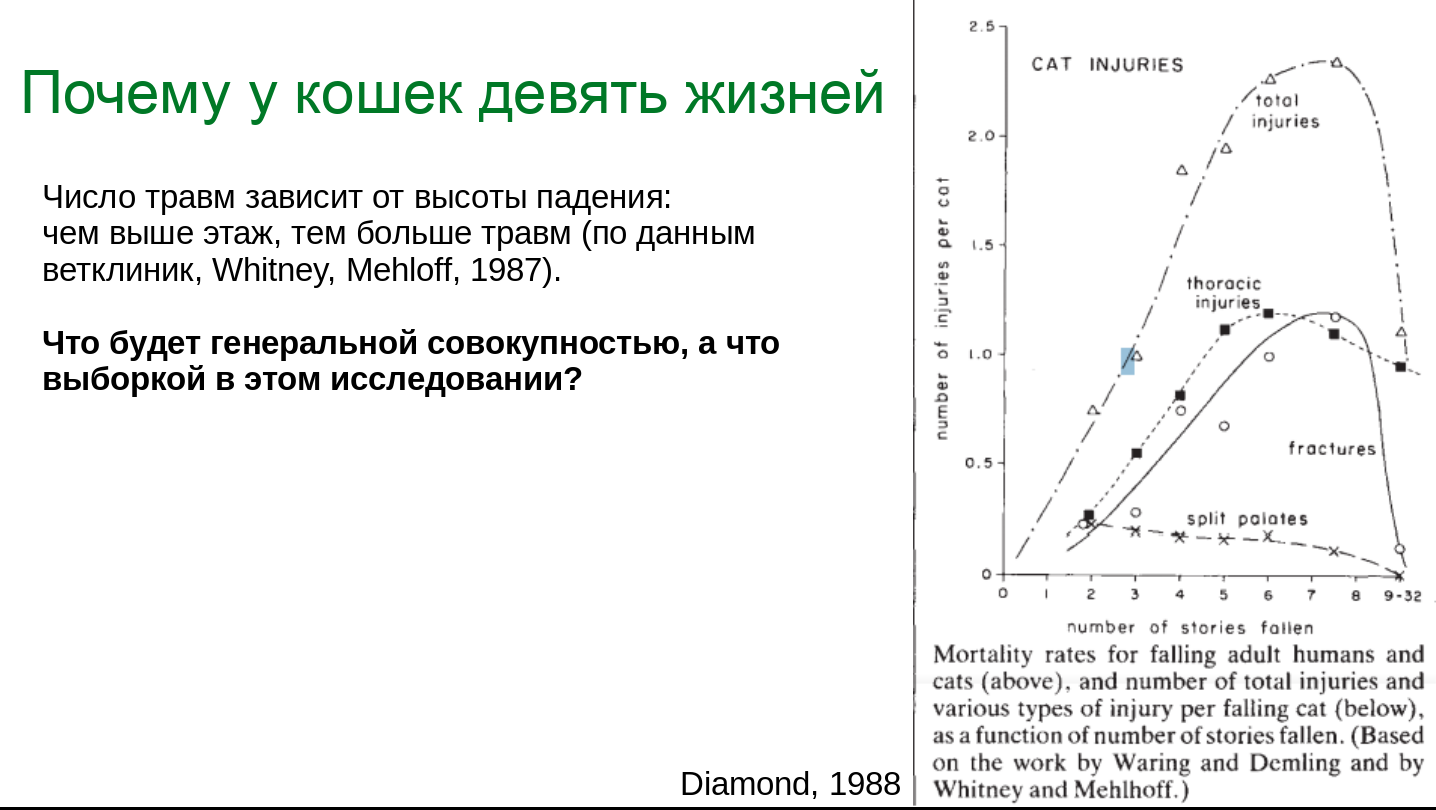 Почему у кошек девять жизней
Число травм зависит от высоты падения:
чем выше этаж, тем больше травм (по данным
ветклиник, Whitney, Mehloff, 1987).
Что будет генеральной совокупностью, а что
выборкой в этом исследовании?
Diamond, 1988
CAT INJURIES
number of injuries per cat
2.5
2.0
1.5
1.0
0.5
0
total
injuries
thoracic
injuries
fractures
split palates
0 1 2 3 4 5 6 7 8 9-32
number of stories fallen
Mortality rates for falling adult humans and
cats (above), and number of total injuries and
various types of injury per falling cat (below),
as a function of number of stories fallen. (Based
on the work by Waring and Demling and by
Whitney and Mehlhoff.)